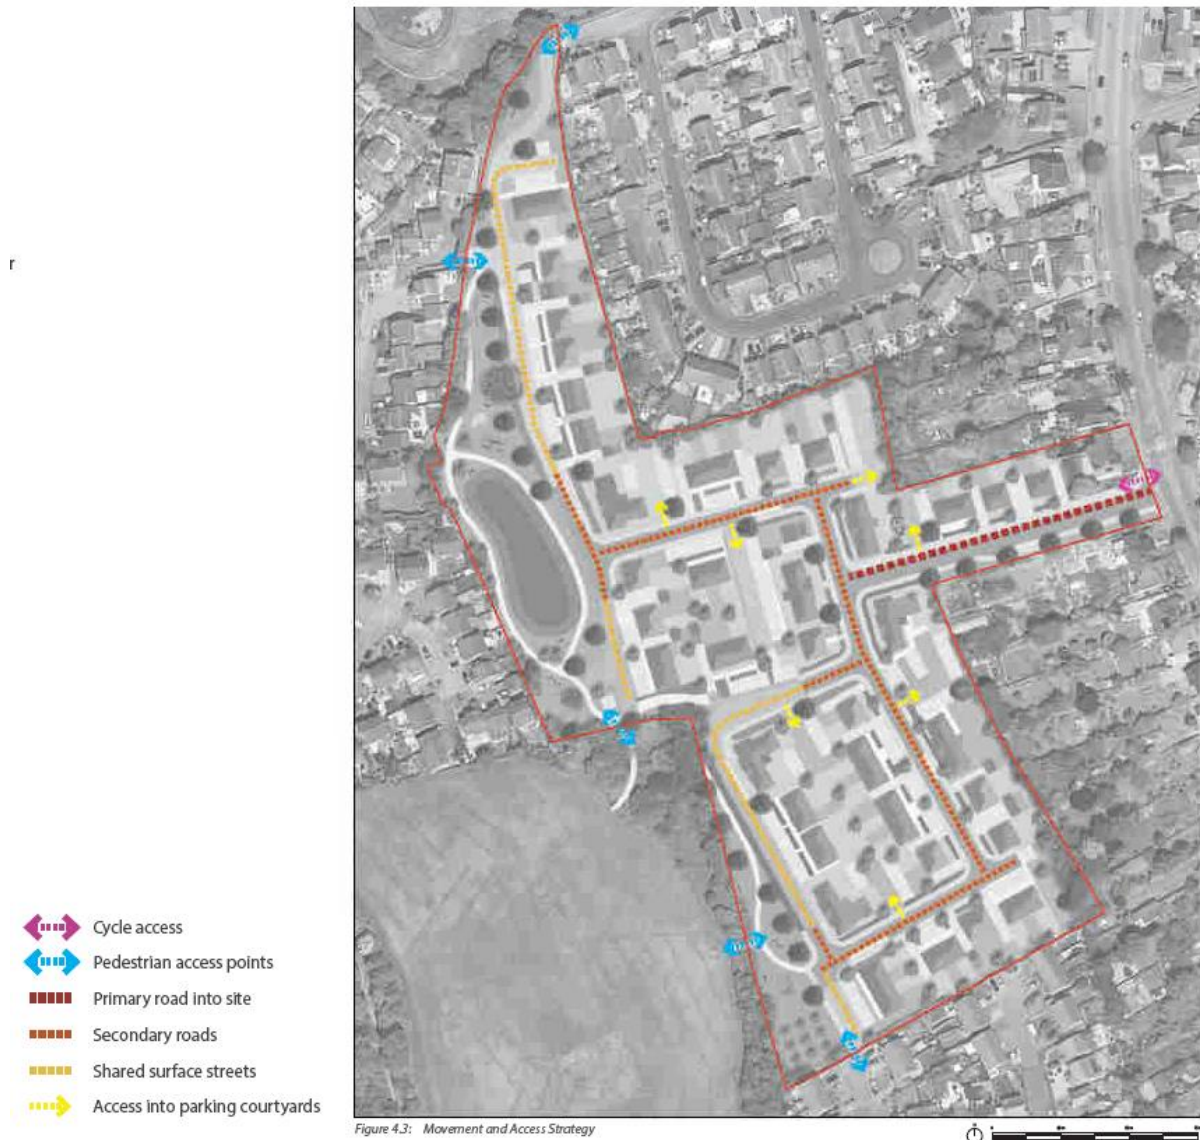 r
Cycle access
Pedestrian access points
Primary road into site
Secondary roads
Shared surface streets
Access into parking courtyards
Figure 4.3: Movement and Access Strategy